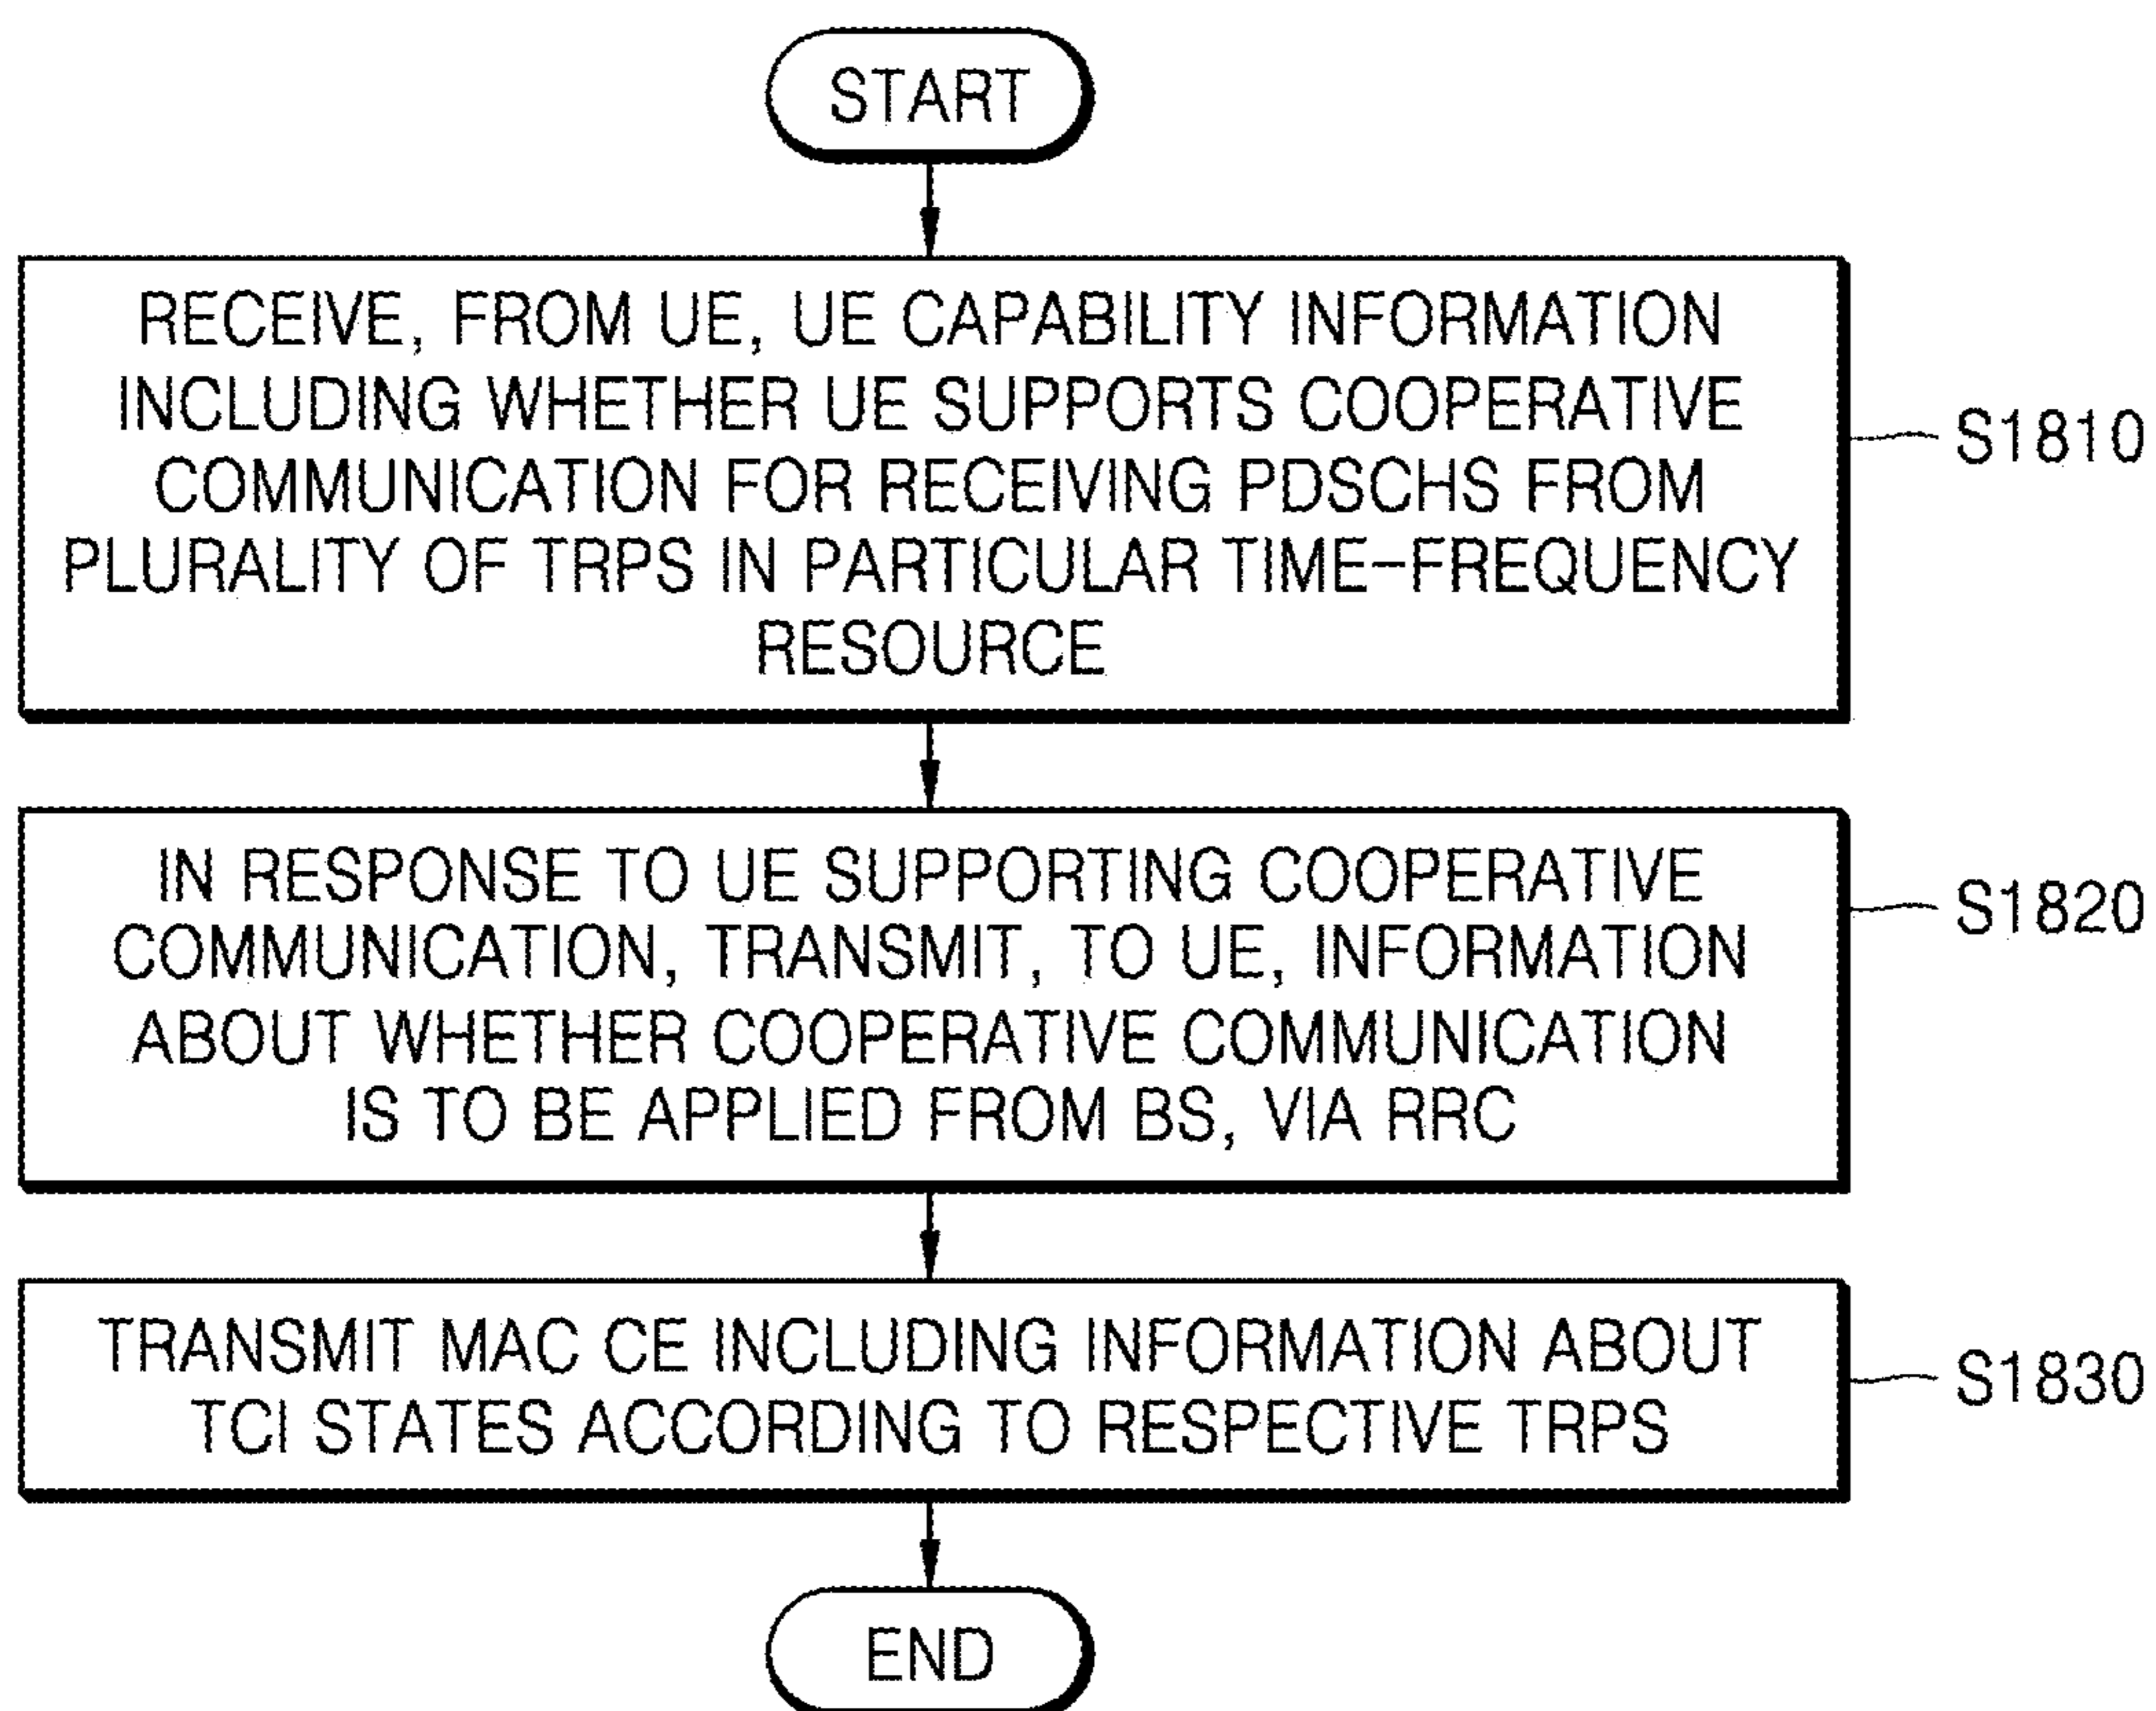 START
RECEIVE, FROM UE, UE CAPABILITY INFORMATION
INCLUDING WHETHER UE SUPPORTS COOPERATIVE
COMMUNICATION FOR RECEIVING PDSCHS FROM
PLURALITY OF TRPS IN PARTICULAR TIME-FREQUENCY
RESOURCE
S1810
IN RESPONSE TO UE SUPPORTING COOPERATIVE
COMMUNICATION, TRANSMIT, TO UE, INFORMATION
ABOUT WHETHER COOPERATIVE COMMUNICATION
IS TO BE APPLIED FROM BS, VIA RRC
S1820
TRANSMIT MAC CE INCLUDING INFORMATION ABOUT
TCI STATES ACCORDING TO RESPECTIVE TRPS
S1830
END